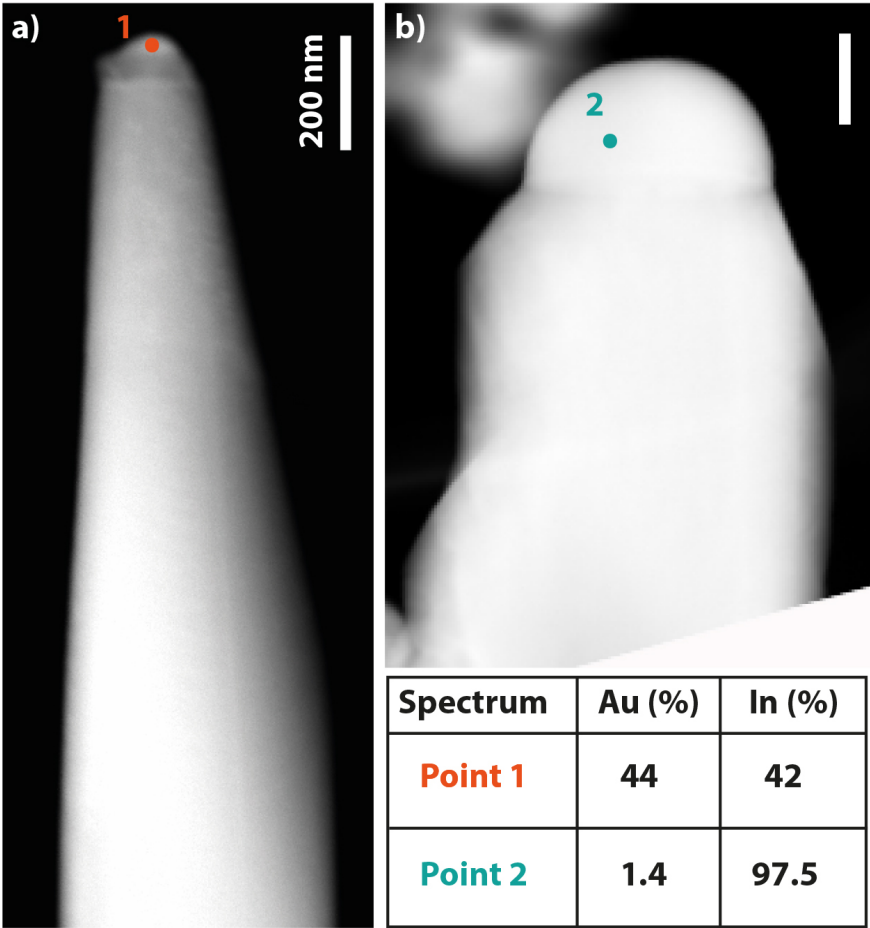 a)
1
200 nm
b)
2
Spectrum Au (%) In (%)
Point 1 44 42
Point 2 1.4 97.5